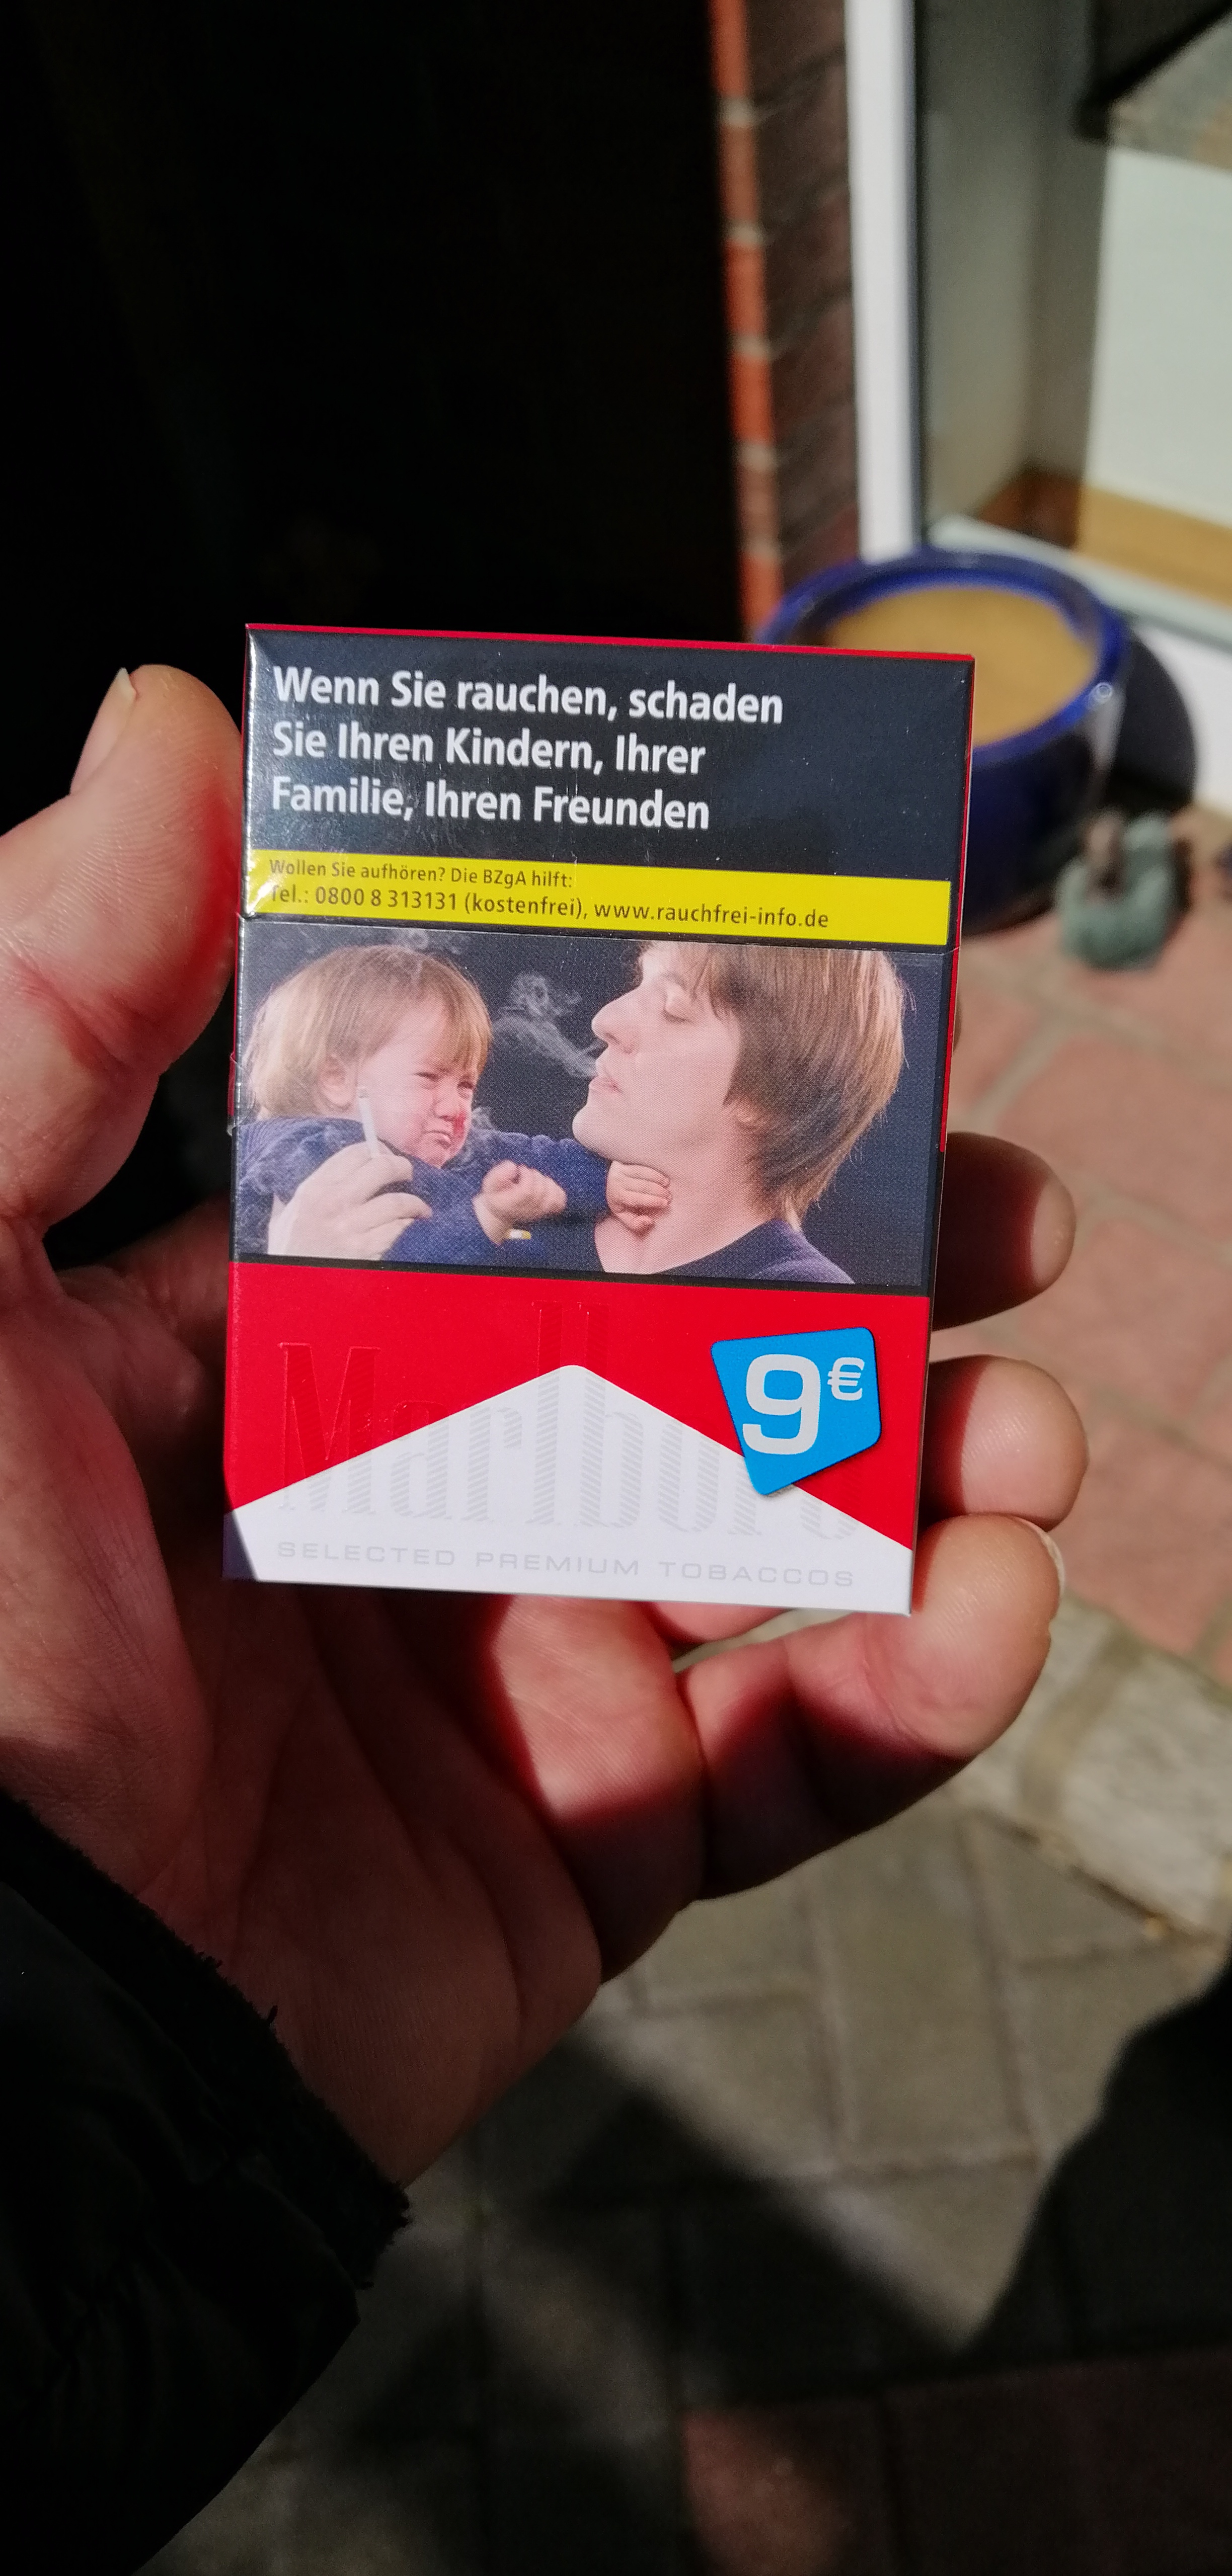 Wenn Sie rauchen, schaden
Sie Ihren Kindern, Ihrer
Familie, Ihren Freunden
Wollen Sie aufhören? Die BZgA hilft:
Tel.: 0800 8 313131 (kostenfrei), www.rauchfrei-info.de
Marlboro
9€
SELECTED PREMIUM TOBACCOS